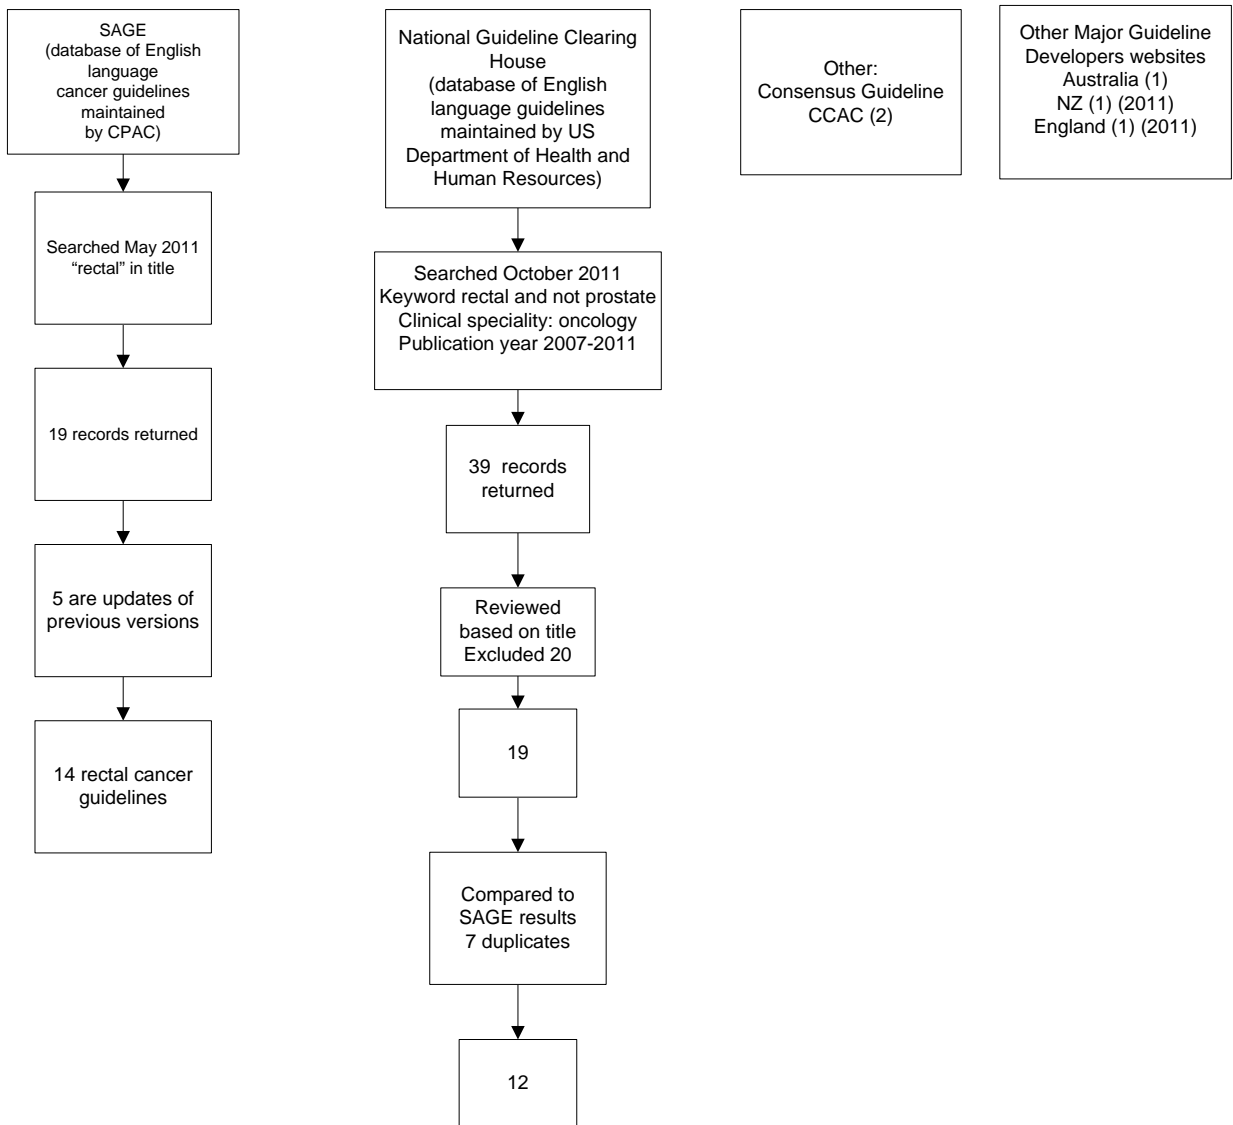 SAGE
(database of English
language
cancer guidelines
maintained
by CPAC)
Searched May 2011
“rectal” in title
19 records returned
5 are updates of
previous versions
14 rectal cancer
guidelines
National Guideline Clearing
House
(database of English
language guidelines
maintained by US
Department of Health and
Human Resources)
Searched October 2011
Keyword rectal and not prostate
Clinical speciality: oncology
Publication year 2007-2011
39 records
returned
Reviewed
based on title
Excluded 20
19
Compared to
SAGE results
7 duplicates
12
Other:
Consensus Guideline
CCAC (2)
Other Major Guideline
Developers websites
Australia (1)
NZ (1) (2011)
England (1) (2011)